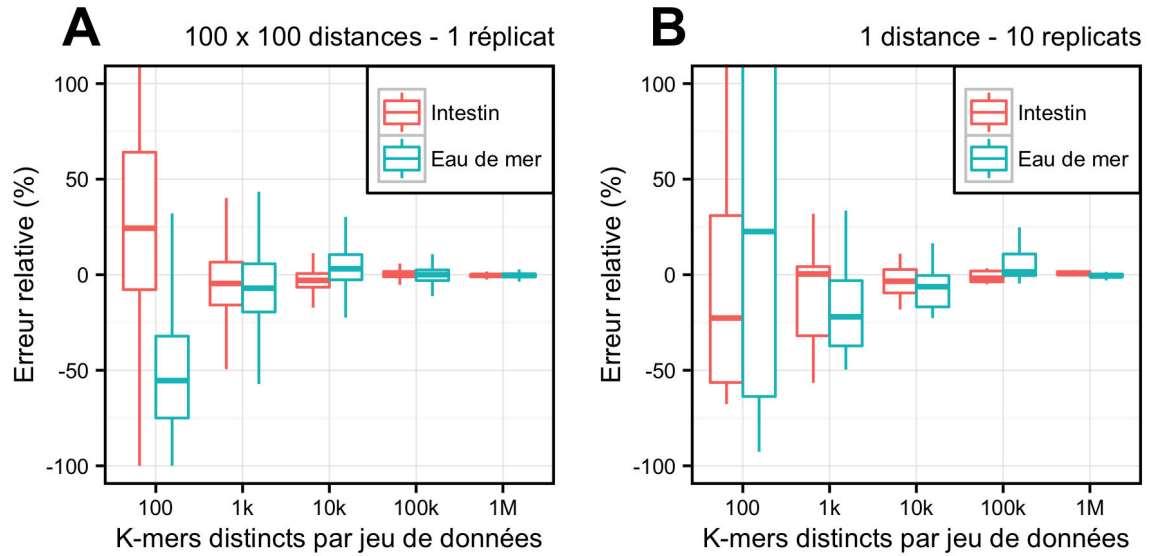 A
100 x 100 distances - 1 réplicat
Erreur relative (%)
100
50
0
-50
-100
Intestin
Eau de mer
100
1k
10k
100k
1M
K-mers distincts par jeu de données
B
1 distance - 10 replicats
Erreur relative (%)
100
50
0
-50
-100
Intestin
Eau de mer
100
1k
10k
100k
1M
K-mers distincts par jeu de données